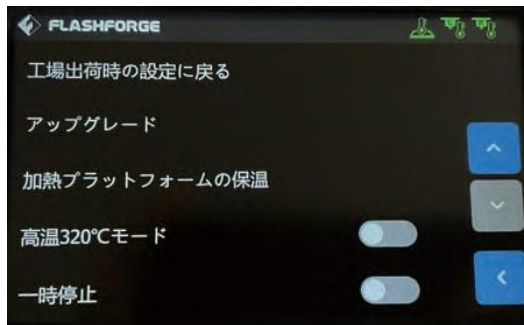 FLASHFORGE
工場出荷時の設定に戻る
アップグレード
加熱プラットフォームの保温
高温320℃モード
一時停止